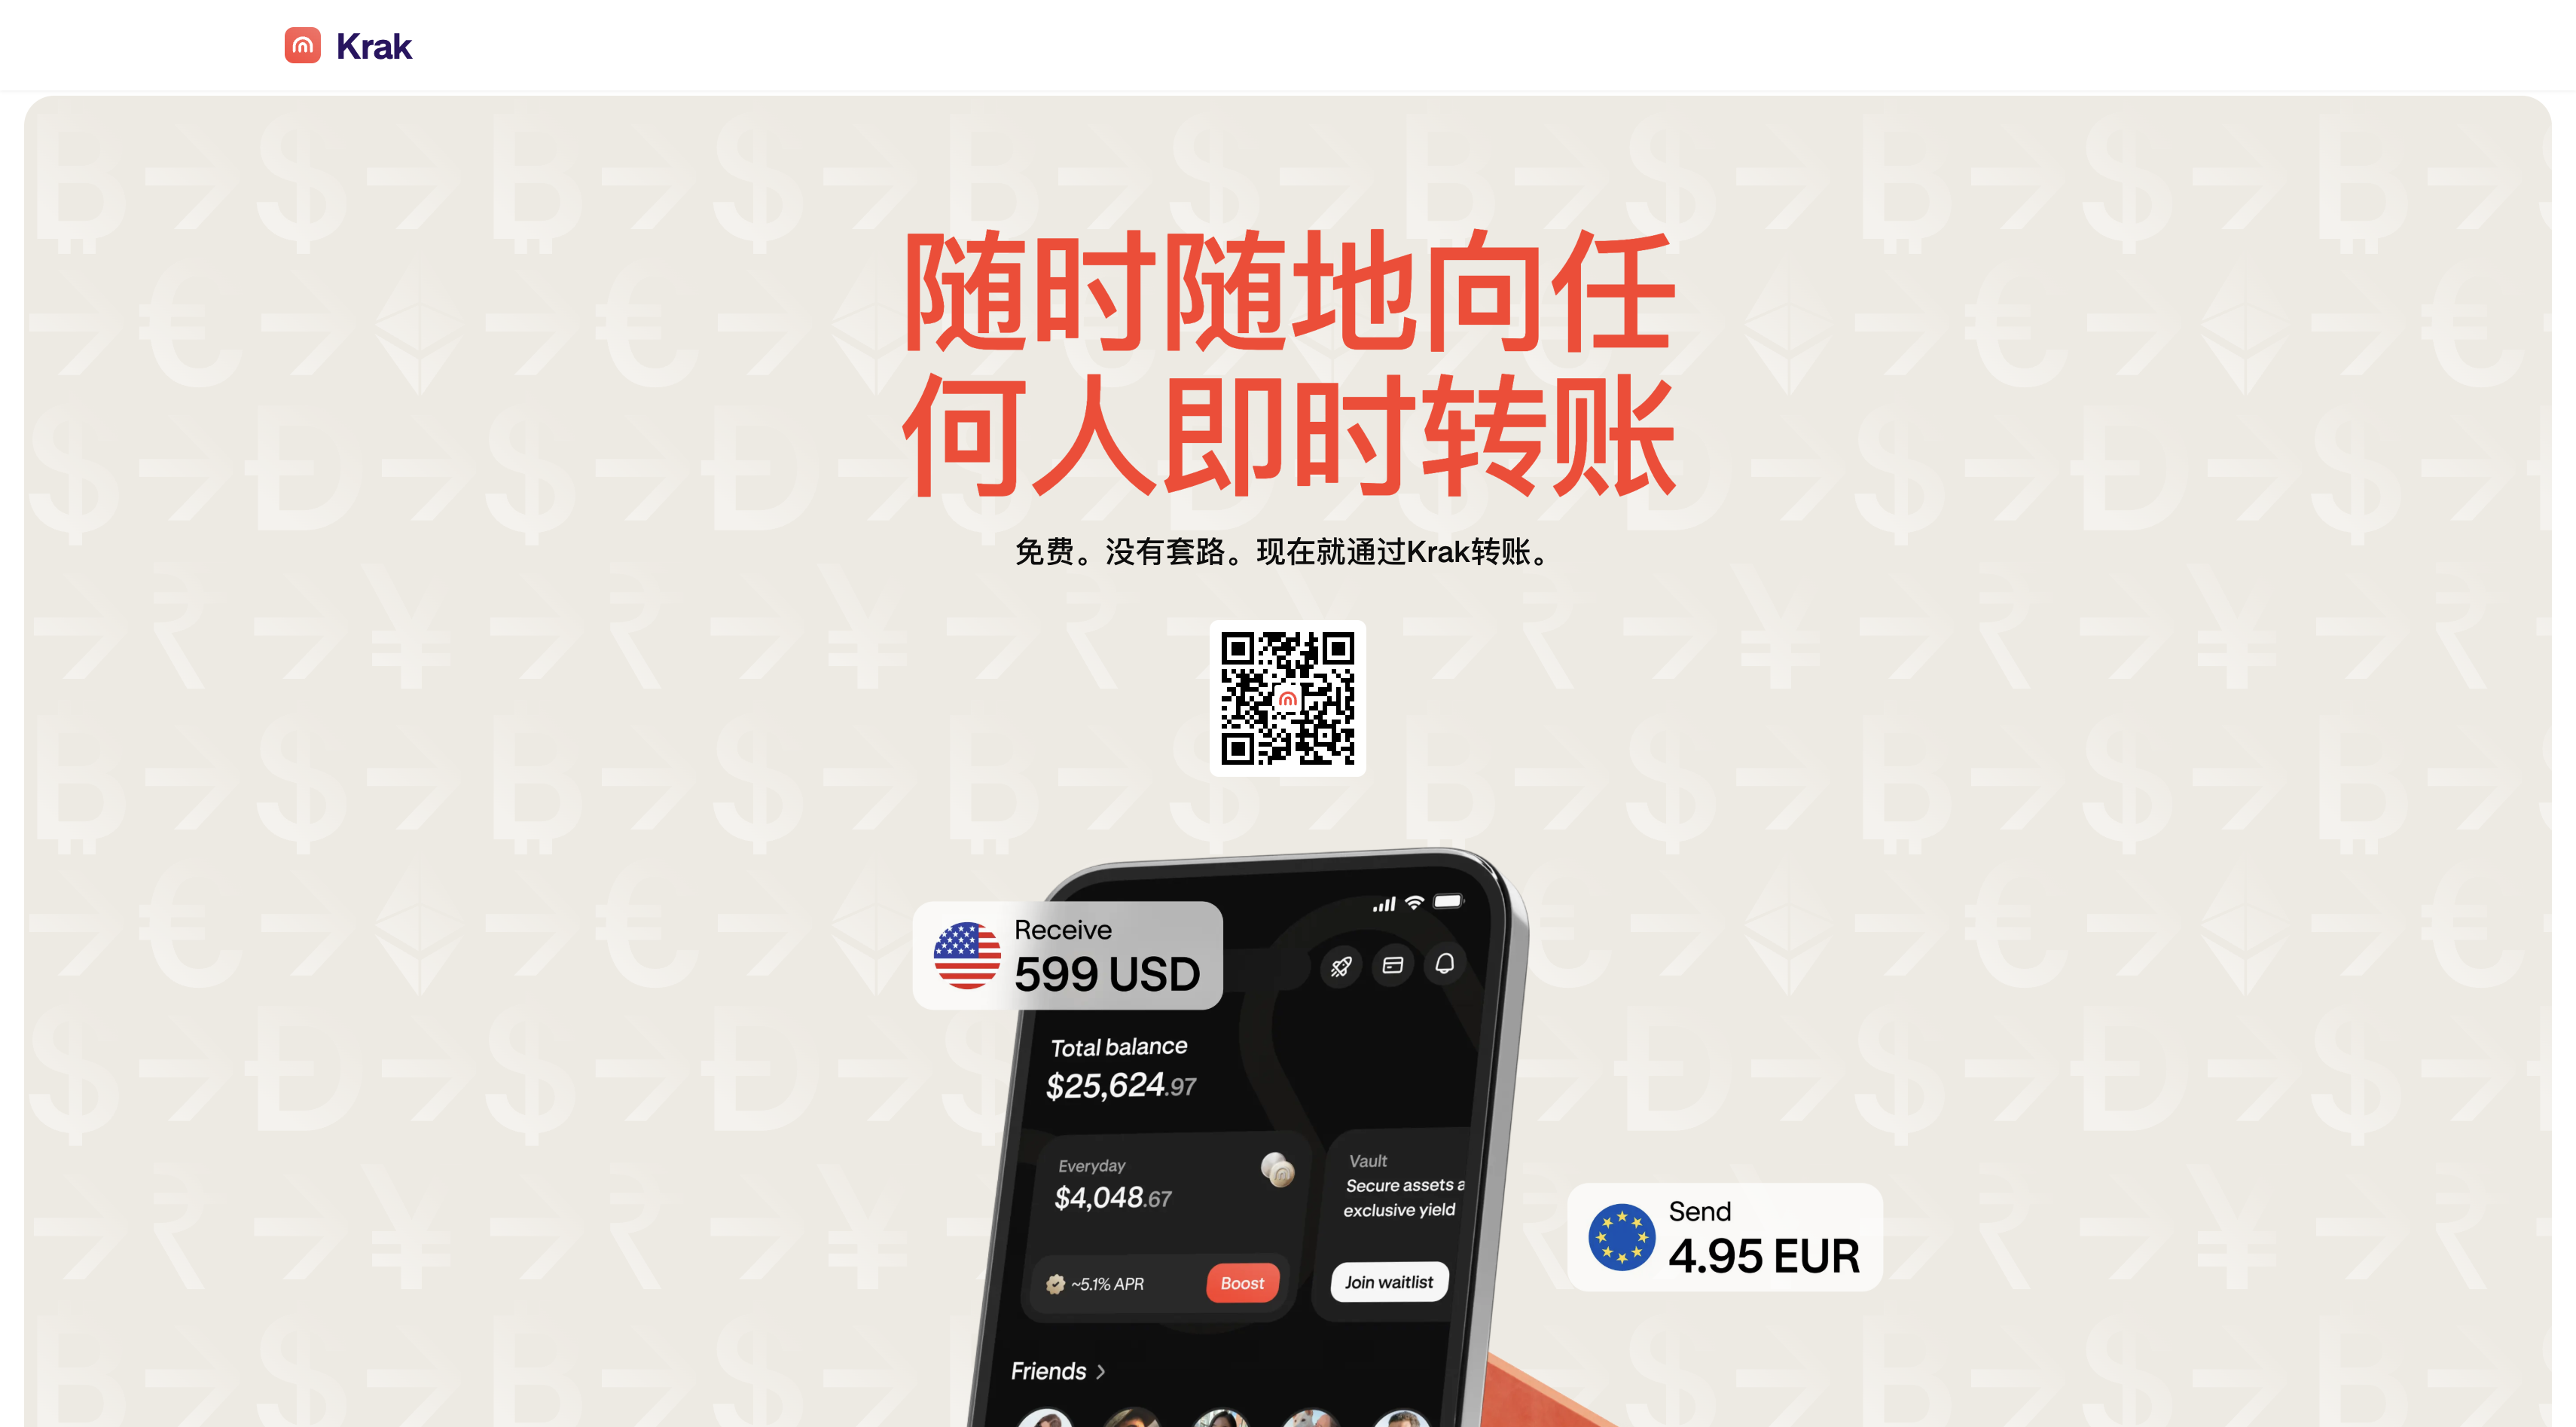 Krak
随时随地向任
何人即时转账
免费。没有套路。现在就通过Krak转账。
Receive
599 USD
Total balance
$25,624.97
Everyday
$4,048.67
~5.1% APR
Boost
Vault
Secure assets a
exclusive yield
Join waitlist
Send
4.95 EUR
Friends